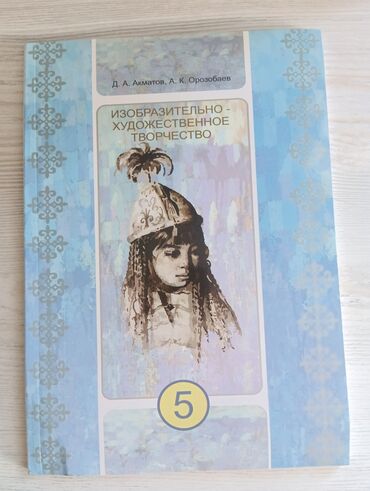 Д. А. Акматов, А. К. Орозобаев
ИЗОБРАЗИТЕЛЬНО -
ХУДОЖЕСТВЕННОЕ
ТВОРЧЕСТВО
5